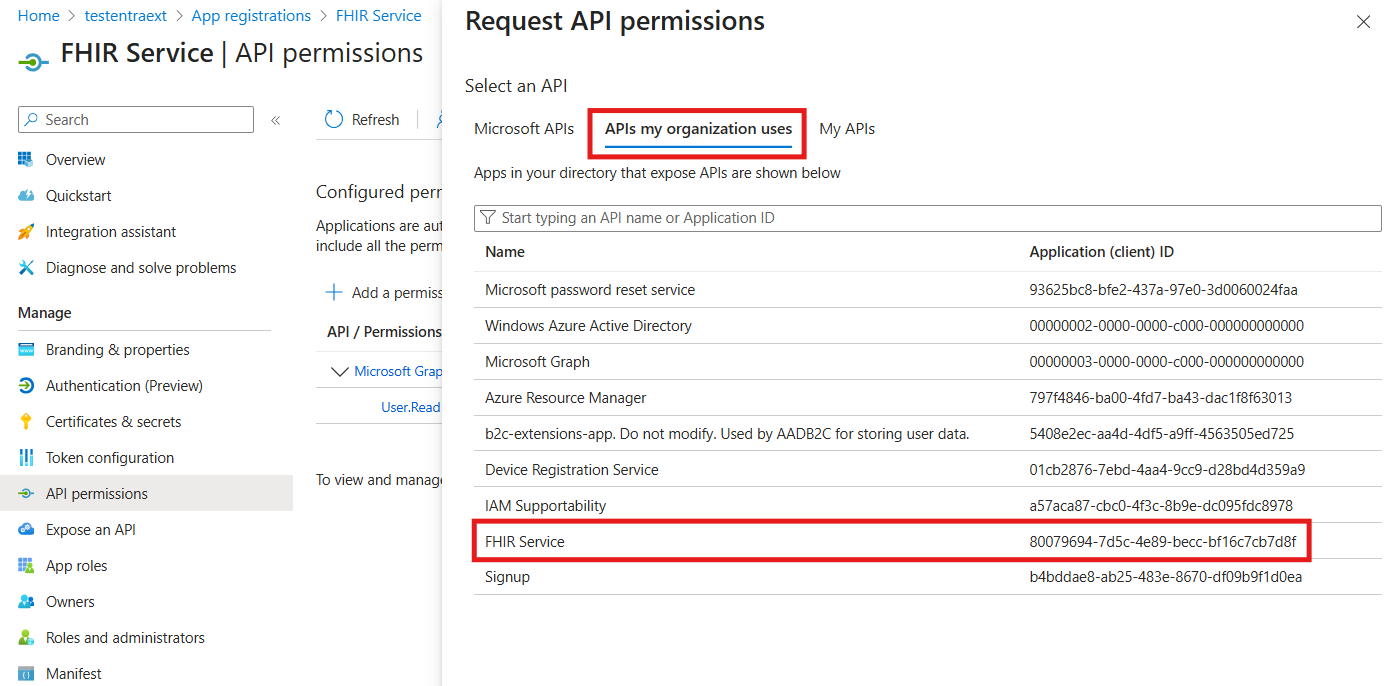 Home > testentraext > App registrations > FHIR Service
FHIR Service | API permissions
Search
«
Overview
Quickstart
Integration assistant
Diagnose and solve problems
Manage
Branding & properties
Authentication (Preview)
Certificates & secrets
Token configuration
API permissions
Expose an API
App roles
Owners
Roles and administrators
Manifest
Refresh
Configured perr
Applications are aut
include all the perm
Add a permiss
API / Permissions
Microsoft Grap
User.Read
To view and manage
Request API permissions
Select an API
Microsoft APIs APIs my organization uses My APIs
Apps in your directory that expose APIs are shown below
Start typing an API name or Application ID
Name Application (client) ID
Microsoft password reset service 93625bc8-bfe2-437a-97e0-3d0060024faa
Windows Azure Active Directory 00000002-0000-0000-c000-000000000000
Microsoft Graph 00000003-0000-0000-c000-000000000000
Azure Resource Manager 797f4846-ba00-4fd7-ba43-dac1f8f63013
b2c-extensions-app. Do not modify. Used by AADB2C for storing user data. 5408e2ec-aa4d-4df5-a9ff-4563505ed725
Device Registration Service 01cb2876-7ebd-4aa4-9cc9-d28bd4d359a9
IAM Supportability a57aca87-cbc0-4f3c-8b9e-dc095fdc8978
FHIR Service 80079694-7d5c-4e89-becc-bf16c7cb7d8f
Signup b4bddae8-ab25-483e-8670-df09b9f1d0ea